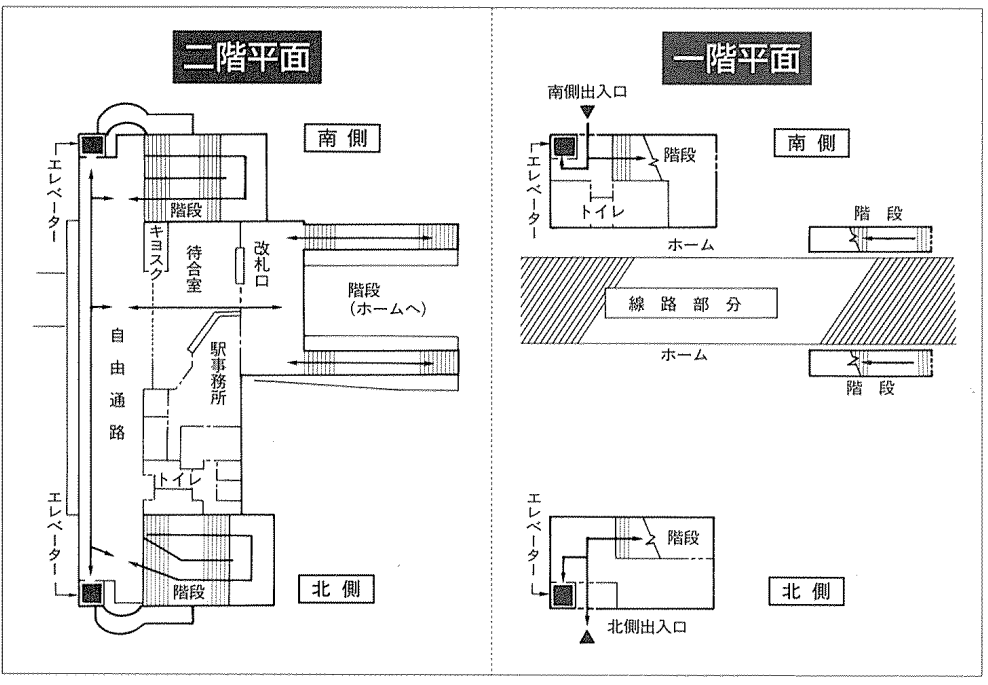 二階平面
南側
エレベーター
階段
キヨスク
待合室
改札口
階段
(ホームへ)
自由通路
駅事務所
トイレ
エレベーター
階段
北側
一階平面
南側出入口
南側
エレベーター
階段
トイレ
階段
ホーム
線路部分
ホーム
階段
エレベーター
階段
北側
北側出入口